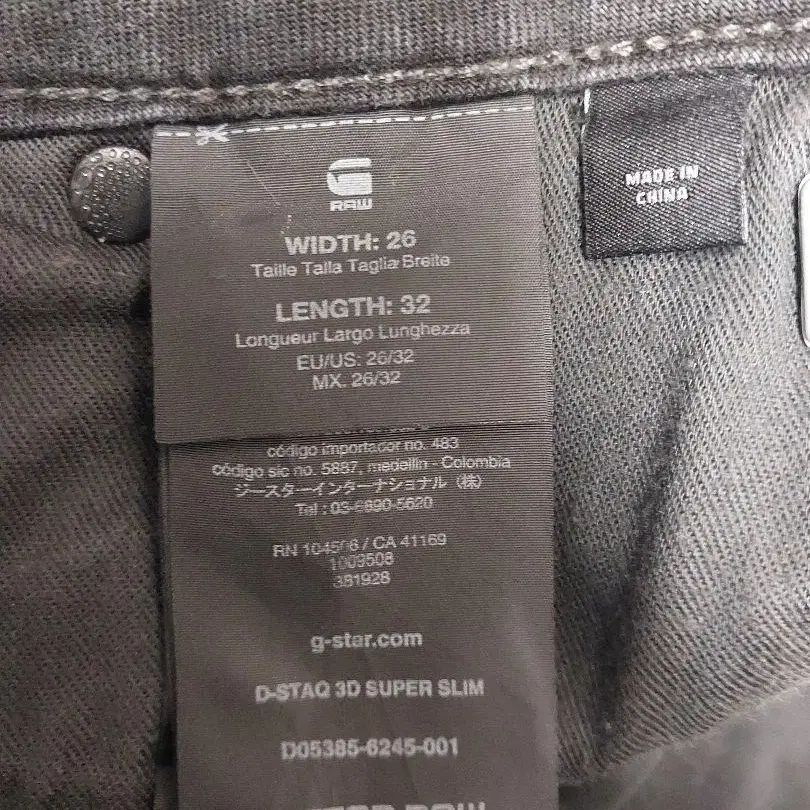 RAW
WIDTH: 26
Taille Talla Taglia Breite
LENGTH: 32
Longueur Largo Lunghezza
EU/US: 26/32
MX. 26/32
MADE IN
CHINA
código importador no. 483
código sic no. 5887, medellin - Colombia
ジースターインターナショナル（株）
Tel : 03-6890-5620
RN 104506 / CA 41169
1009508
381928
g-star.com
D-STAQ 3D SUPER SLIM
D05385-6245-001